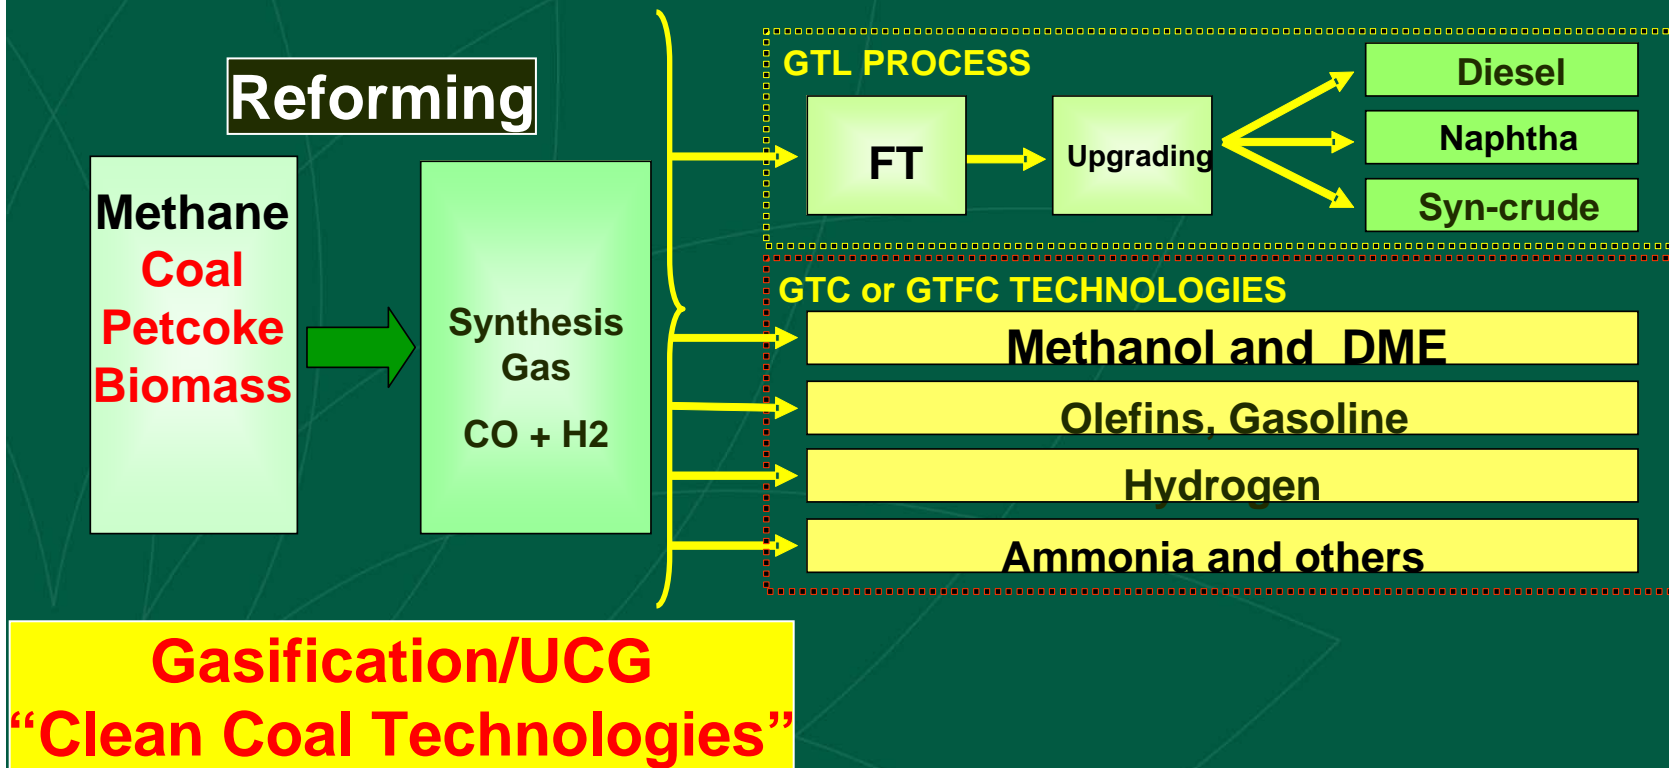 Reforming
Methane
Coal
Petcoke
Biomass
Synthesis
Gas
CO + H2
GTL PROCESS
FT
Upgrading
Diesel
Naphtha
Syn-crude
GTC or GTFC TECHNOLOGIES
Methanol and DME
Olefins, Gasoline
Hydrogen
Ammonia and others
Gasification/UCG
“Clean Coal Technologies”